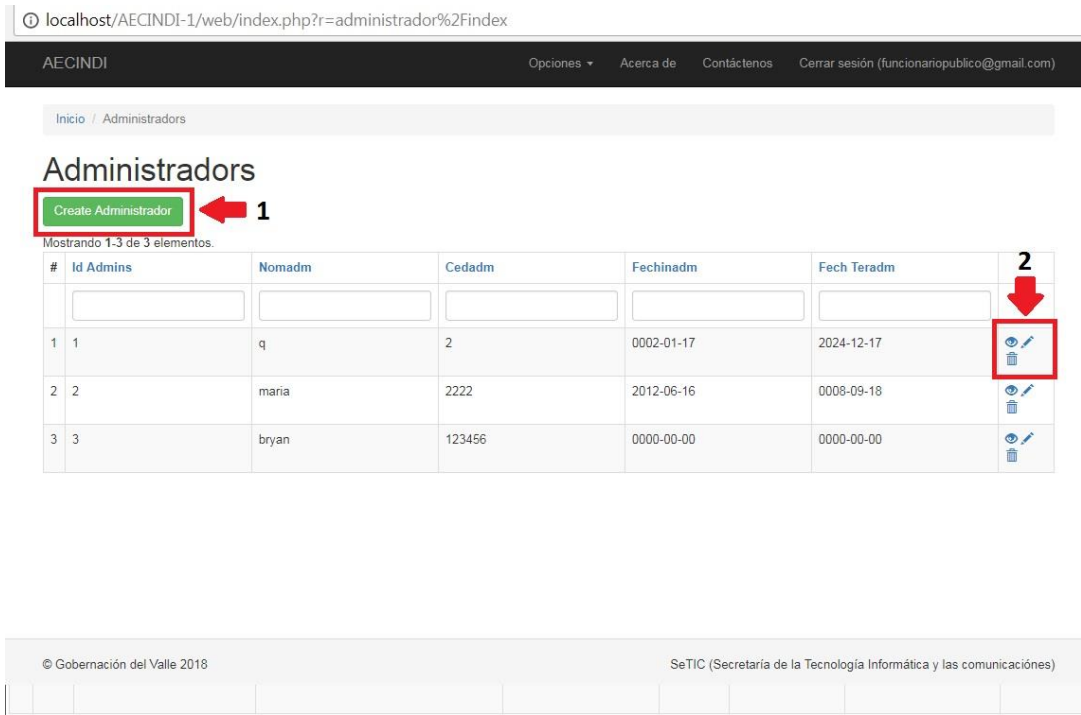 localhost/AECINDI-1/web/index.php?r=administrador%2Findex
AECINDI Opciones Acerca de Contáctenos Cerrar sesión (funcionariopublico@gmail.com)
Inicio / Administradors
Administradors
Create Administrador 1
Mostrando 1-3 de 3 elementos.
# Id Admins Nomadm Cedadm Fechinadm Fech Teradm 2
1 1 q 2 0002-01-17 2024-12-17
2 2 maria 2222 2012-06-16 0008-09-18
3 3 bryan 123456 0000-00-00 0000-00-00
© Gobernación del Valle 2018 SeTIC (Secretaría de la Tecnología Informática y las comunicaciónes)